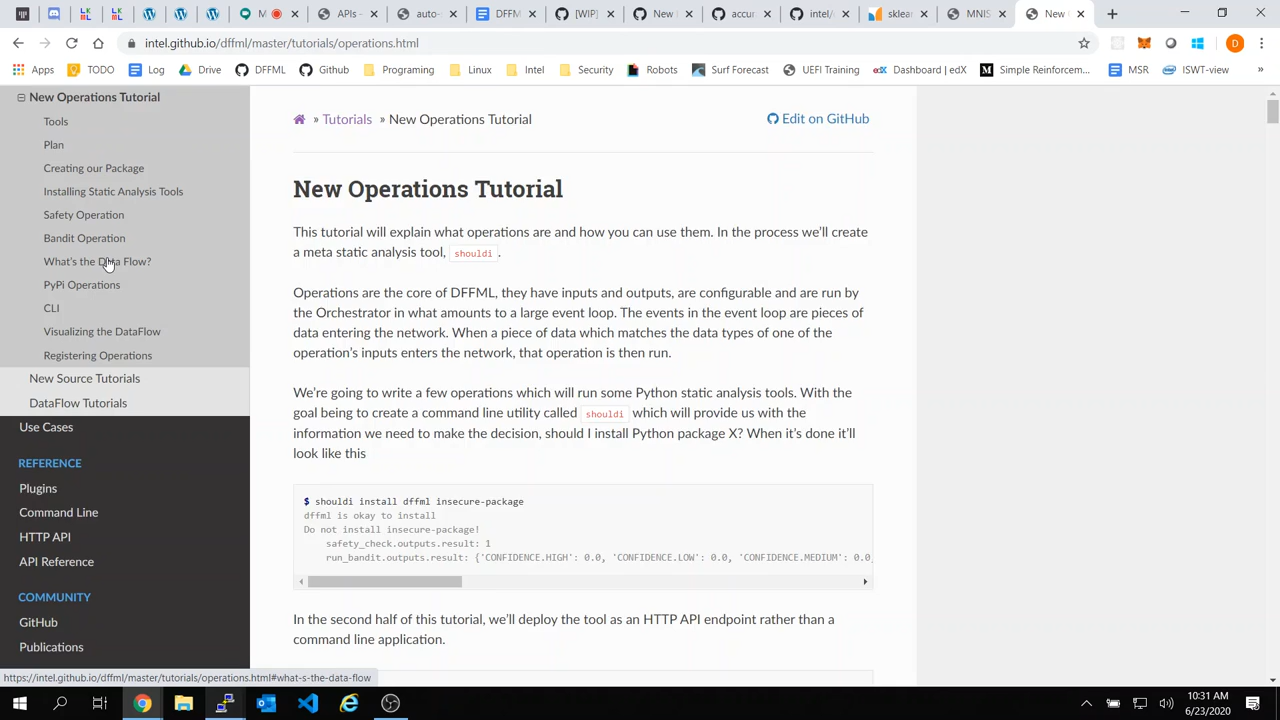 M
APIs –
auto-s
DFFM
[WIP]
New I
accur
intel/
sklea
MNIS
New O
intel.github.io/dffml/master/tutorials/operations.html
D
Apps
TODO
Log
Drive
DFFML
Github
Programing
Linux
Intel
Security
Robots
Surf Forecast
UEFI Training
Dashboard | edX
Simple Reinforcem...
MSR
ISWT-view
»
New Operations Tutorial
Tools
Plan
Creating our Package
Installing Static Analysis Tools
Safety Operation
Bandit Operation
What's the Data Flow?
PyPi Operations
CLI
Visualizing the DataFlow
Registering Operations
New Source Tutorials
DataFlow Tutorials
Use Cases
REFERENCE
Plugins
Command Line
HTTP API
API Reference
COMMUNITY
GitHub
Publications
» Tutorials » New Operations Tutorial
Edit on GitHub
New Operations Tutorial
This tutorial will explain what operations are and how you can use them. In the process we'll create
a meta static analysis tool, shouldi .
Operations are the core of DFFML, they have inputs and outputs, are configurable and are run by
the Orchestrator in what amounts to a large event loop. The events in the event loop are pieces of
data entering the network. When a piece of data which matches the data types of one of the
operation's inputs enters the network, that operation is then run.
We're going to write a few operations which will run some Python static analysis tools. With the
goal being to create a command line utility called shouldi which will provide us with the
information we need to make the decision, should I install Python package X? When it's done it'll
look like this
$ shouldi install dffml insecure-package
dffml is okay to install
Do not install insecure-package!
safety_check.outputs.result: 1
run_bandit.outputs.result: {'CONFIDENCE.HIGH': 0.0, 'CONFIDENCE.LOW': 0.0, 'CONFIDENCE.MEDIUM': 0.0,
In the second half of this tutorial, we'll deploy the tool as an HTTP API endpoint rather than a
command line application.
https://intel.github.io/dffml/master/tutorials/operations.html#what-s-the-data-flow
10:31 AM
6/23/2020